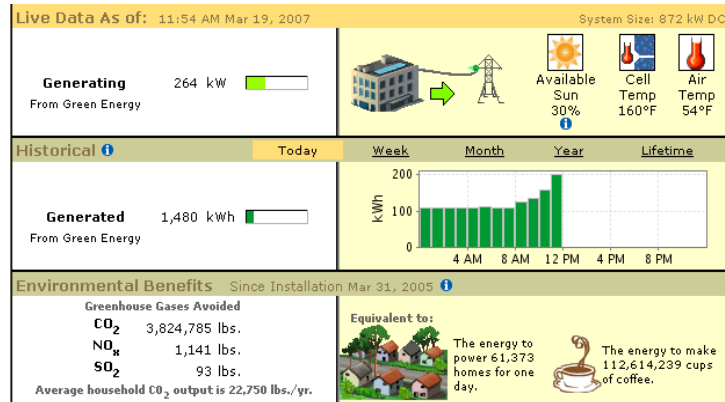 Live Data As of: 11:54 AM Mar 19, 2007 System Size: 872 kW DC
Generating 264 kW
From Green Energy
Available Sun 30%
Cell Temp 160°F
Air Temp 54°F
Historical Today Week Month Year Lifetime
Generated 1,480 kWh
From Green Energy
kWh
200
100
0
4 AM 8 AM 12 PM 4 PM 8 PM
Environmental Benefits Since Installation Mar 31, 2005
Greenhouse Gases Avoided
CO2 3,824,785 lbs.
NOx 1,141 lbs.
SO2 93 lbs.
Average household CO2 output is 22,750 lbs./yr.
Equivalent to:
The energy to
power 61,373
homes for one
day.
The energy to make
112,614,239 cups
of coffee.